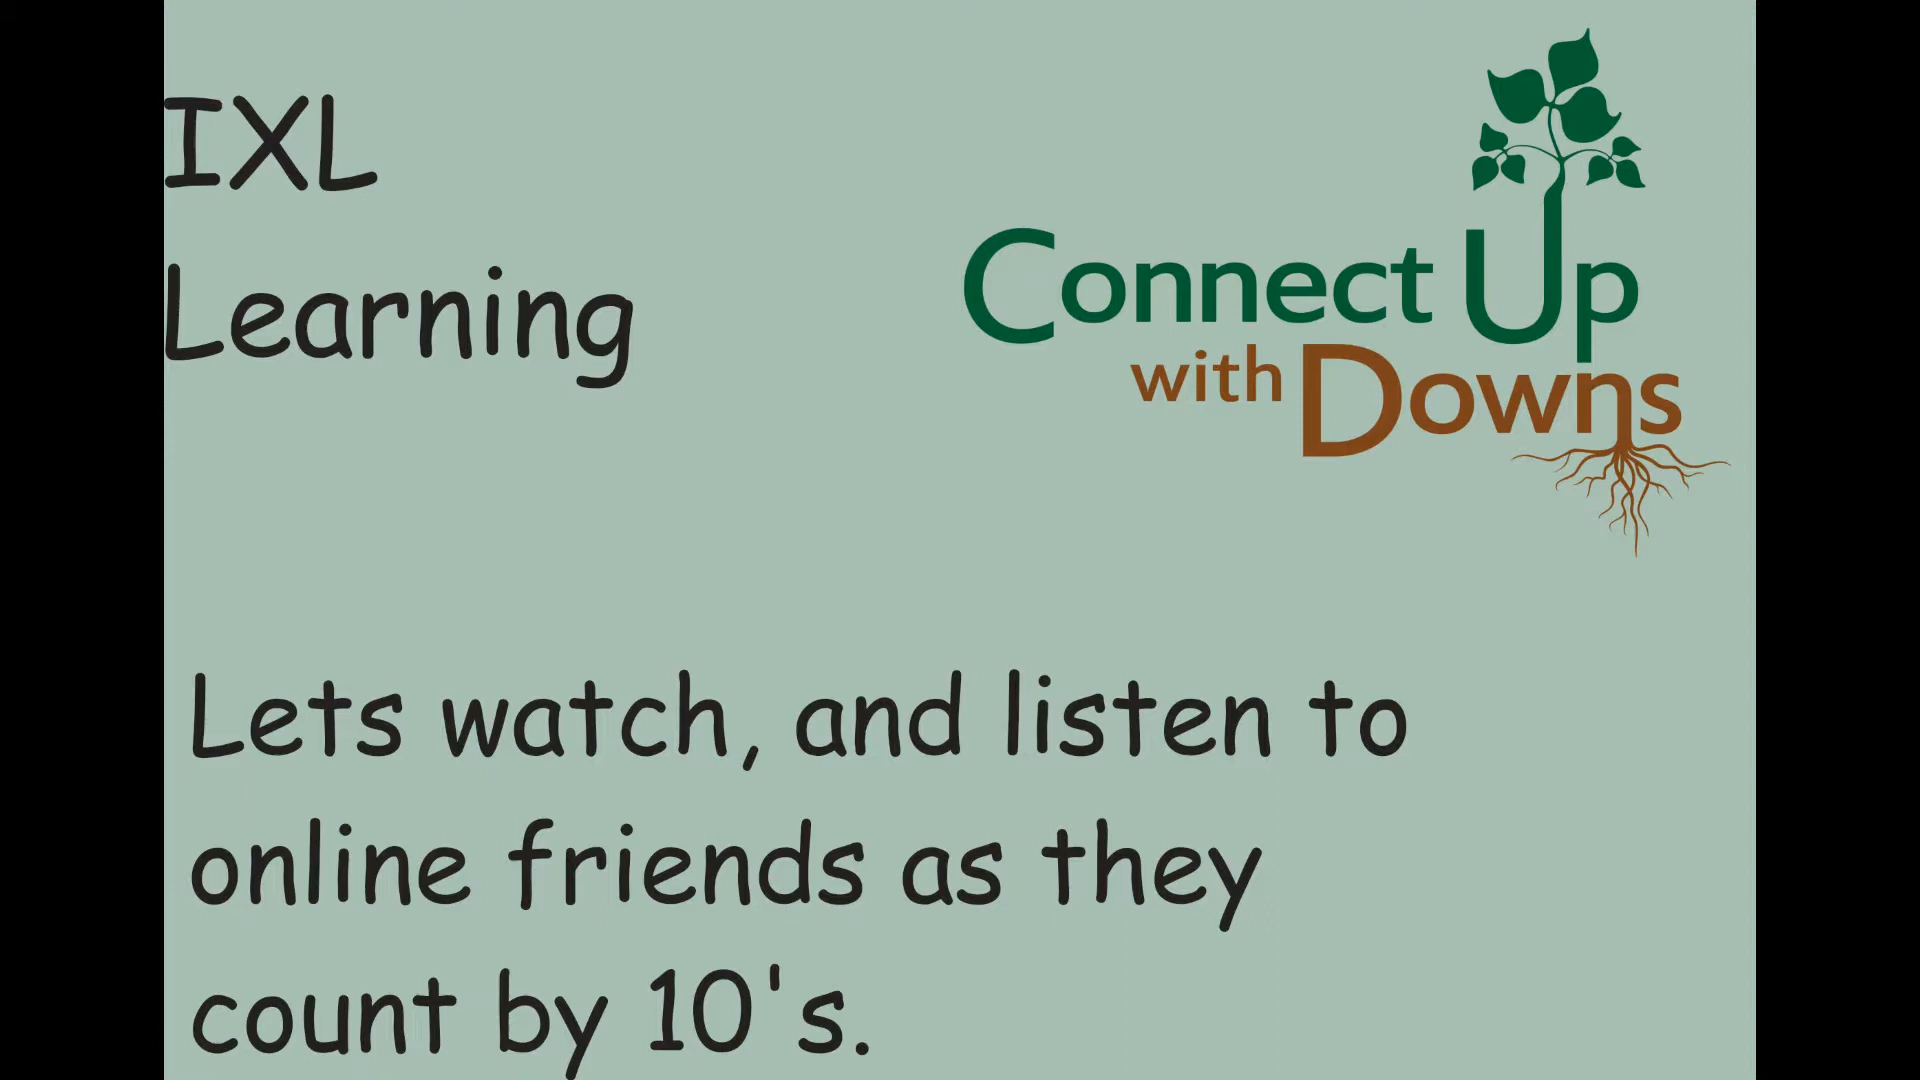 IXL
Learning
Connect Up
with Downs
Lets watch, and listen to
online friends as they
count by 10's.